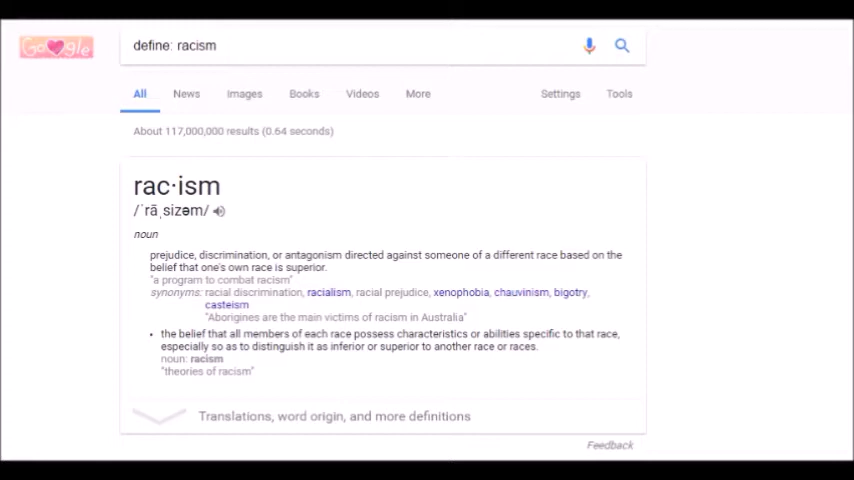 Google
define: racism
All News Images Books Videos More Settings Tools
About 117,000,000 results (0.64 seconds)
rac·ism
/ˈrāˌsizəm/
noun
prejudice, discrimination, or antagonism directed against someone of a different race based on the
belief that one's own race is superior.
"a program to combat racism"
synonyms: racial discrimination, racialism, racial prejudice, xenophobia, chauvinism, bigotry,
casteism
"Aborigines are the main victims of racism in Australia"
• the belief that all members of each race possess characteristics or abilities specific to that race,
especially so as to distinguish it as inferior or superior to another race or races.
noun: racism
"theories of racism"
Translations, word origin, and more definitions
Feedback